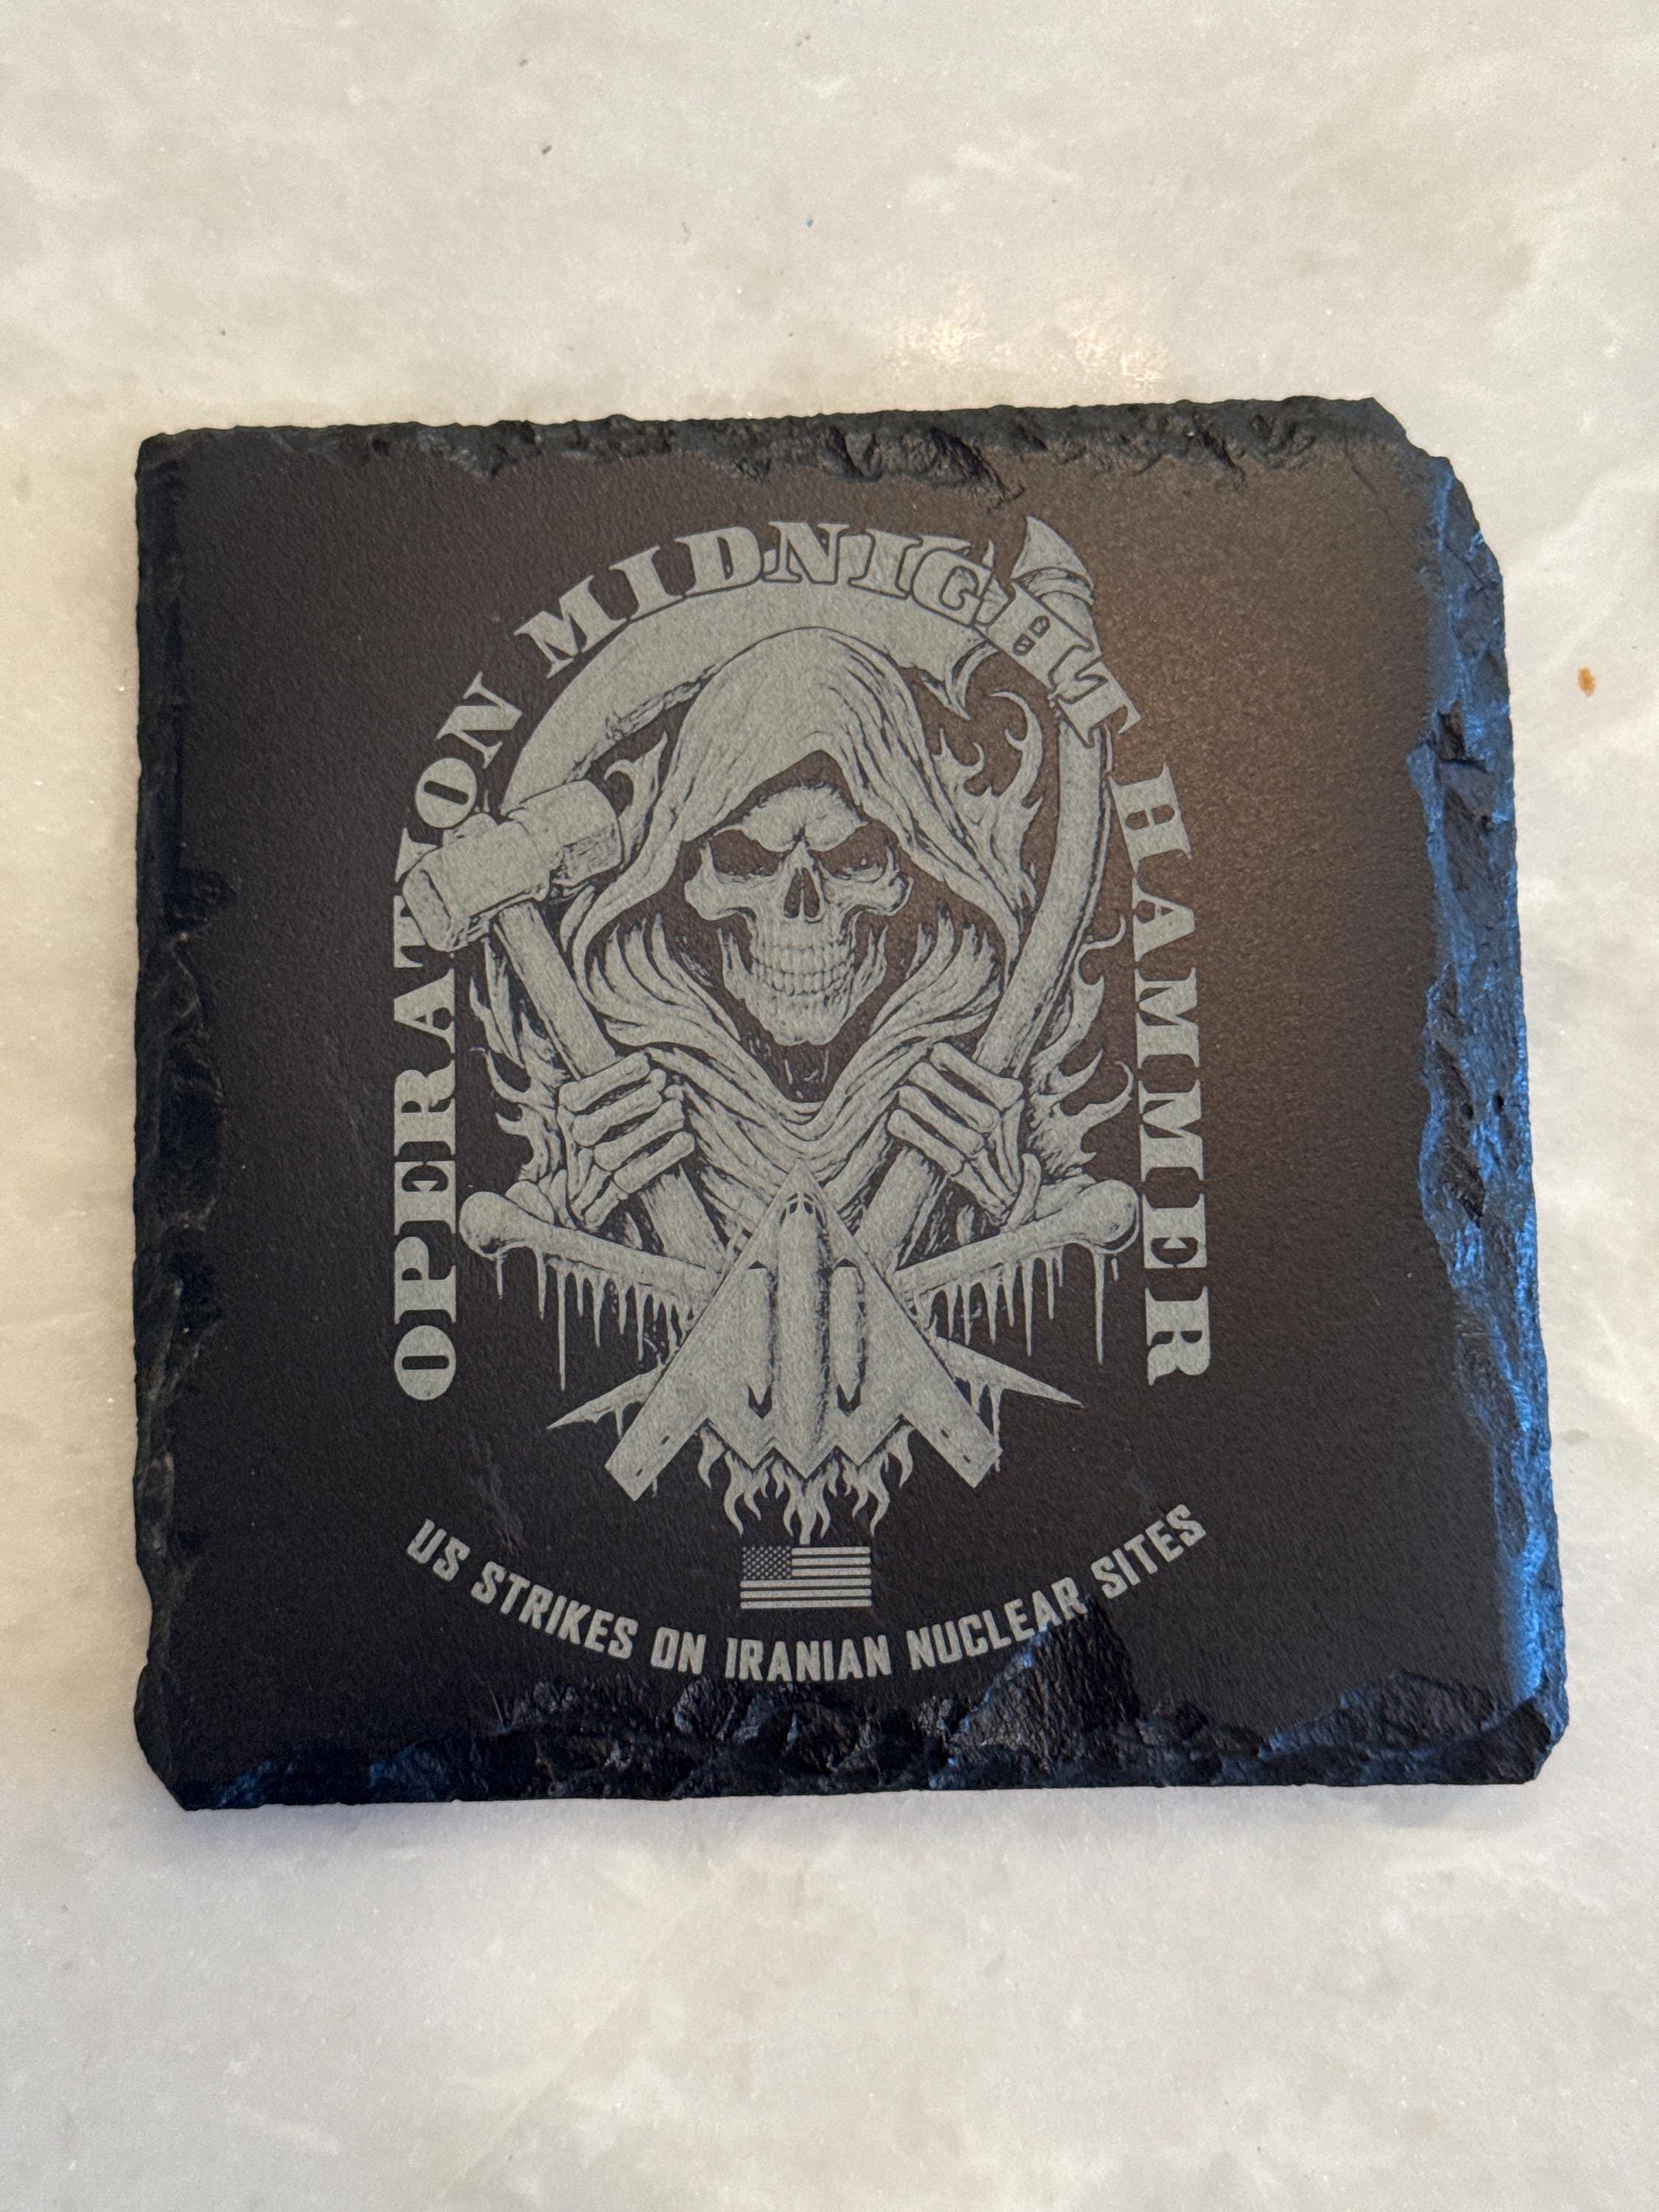 OPERATION MIDNIGHT HAMMER
US STRIKES ON IRANIAN NUCLEAR SITES